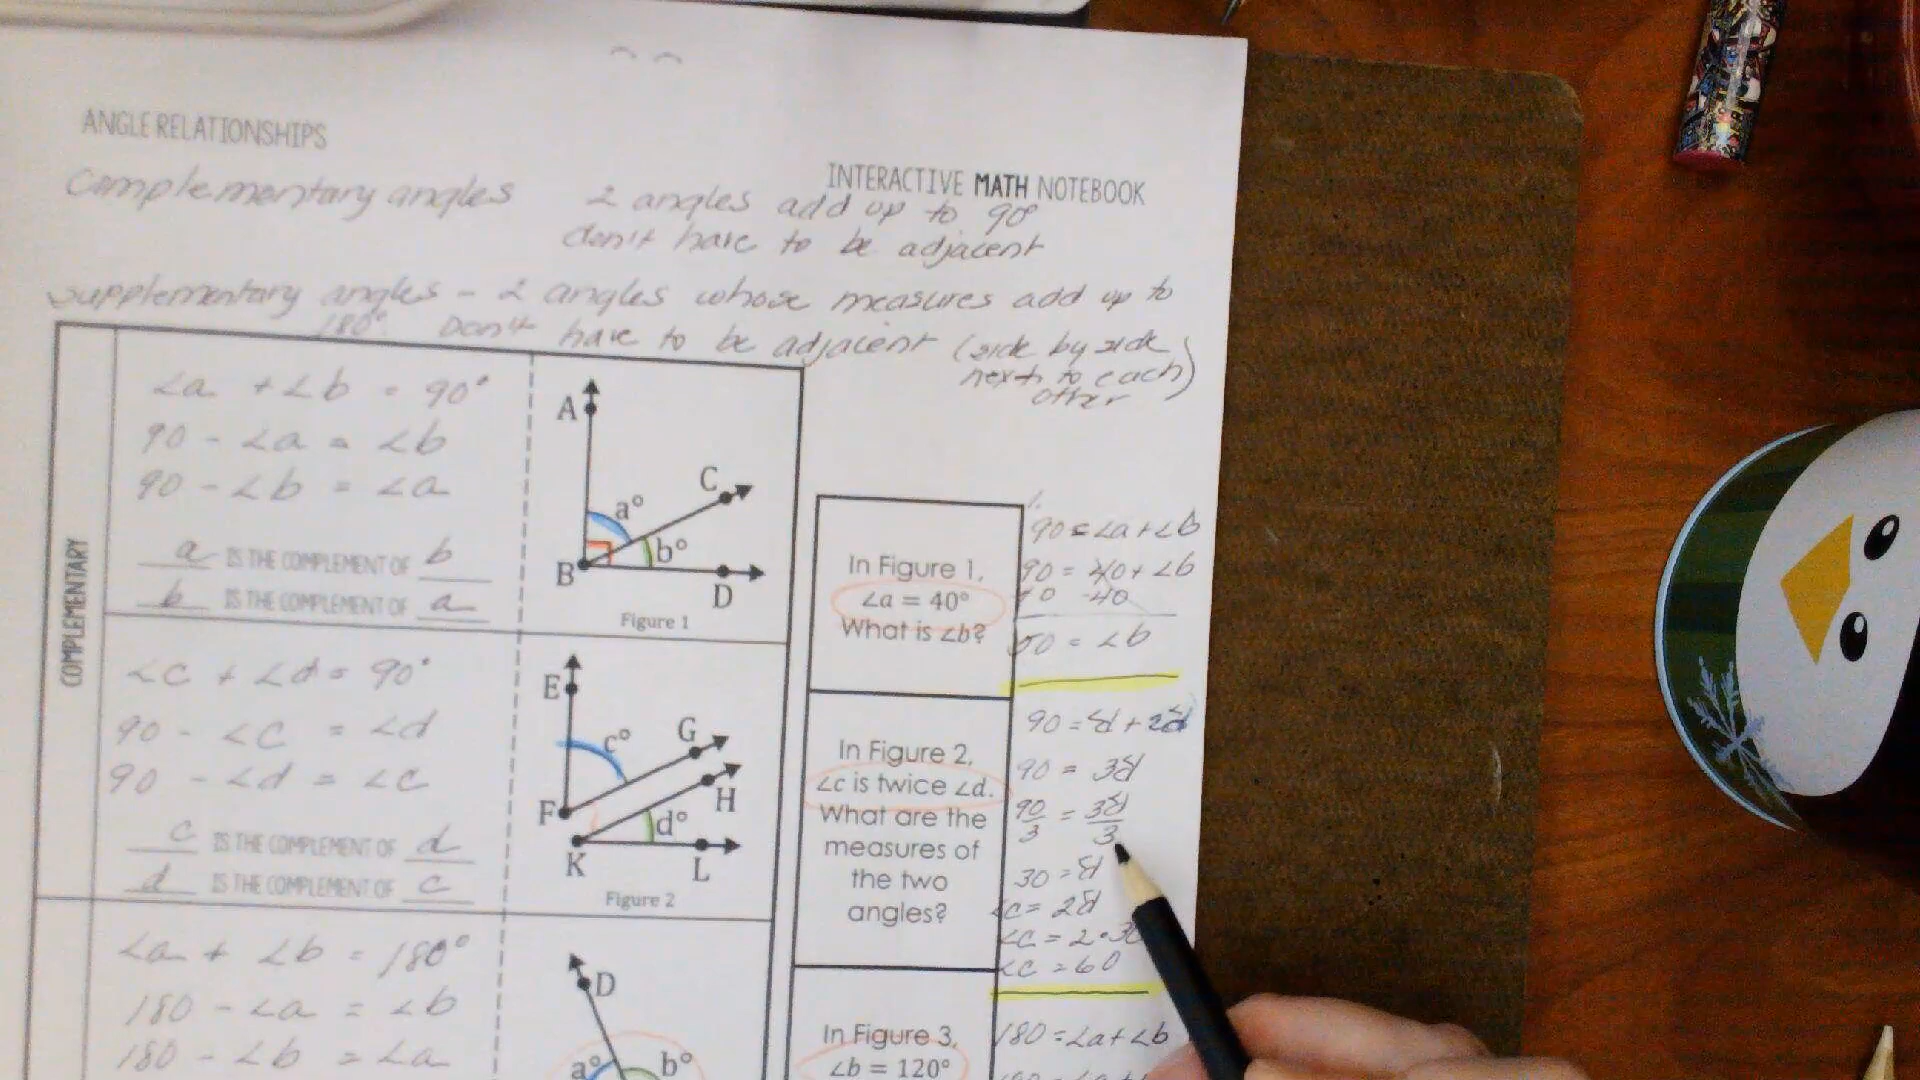 ANGLE RELATIONSHIPS
INTERACTIVE MATH NOTEBOOK
Complementary angles 2 angles add up to 90°
don't have to be adjacent
Supplementary angles - 2 angles whose measures add up to
180° Don't have to be adjacent (side by side
next to each)
other
COMPLEMENTARY
∠a + ∠b = 90°
90 - ∠a = ∠b
90 - ∠b = ∠a
a IS THE COMPLEMENT OF b
b IS THE COMPLEMENT OF a
A
C
a°
b°
B
D
Figure 1
In Figure 1,
∠a = 40°
What is ∠b?
1.
90 = ∠a + ∠b
90 = 40 + ∠b
40 -40
50 = ∠b
∠c + ∠d = 90°
90 - ∠c = ∠d
90 - ∠d = ∠c
c IS THE COMPLEMENT OF d
d IS THE COMPLEMENT OF c
E
G
c°
H
F
d°
K
L
Figure 2
In Figure 2,
∠c is twice ∠d.
What are the
measures of
the two
angles?
90 = ∠d + 2∠d
90 = 3∠d
90/3 = 3∠d/3
30 = ∠d
∠c = 2∠d
∠c = 2·30
∠c = 60
∠a + ∠b = 180°
180 - ∠a = ∠b
180 - ∠b = ∠a
D
a°
b°
In Figure 3,
∠b = 120°
180 = ∠a + ∠b